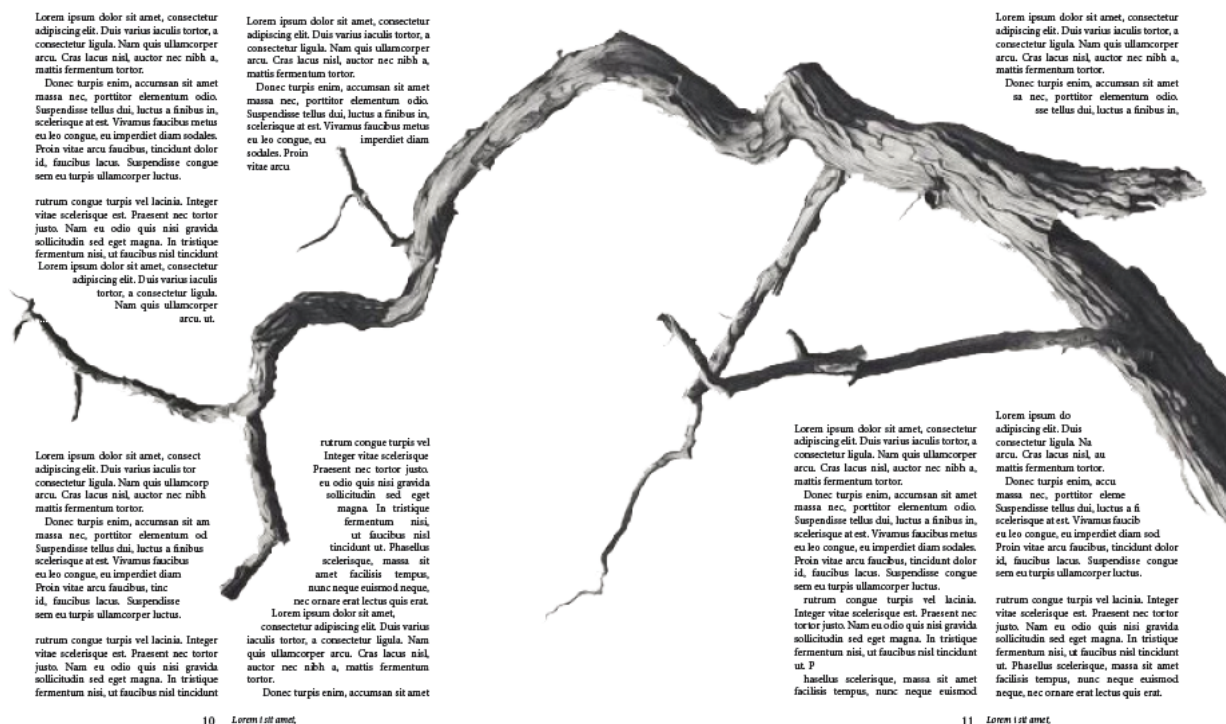 Lorem ipsum dolor sit amet, consectetur
adipiscing elit. Duis varius iaculis tortor, a
consectetur ligula. Nam quis ullamcorper
arcu. Cras lacus nisl, auctor nec nibh a,
mattis fermentum tortor.
Donec turpis enim, accumsan sit amet
massa nec, porttitor elementum odio.
Suspendisse tellus dui, luctus a finibus in,
scelerisque at est. Vivamus faucibus metus
eu leo congue, eu imperdiet diam sodales.
Proin vitae arcu faucibus, tincidunt dolor
id, faucibus lacus. Suspendisse congue
sem eu turpis ullamcorper luctus.
rutrum congue turpis vel lacinia. Integer
vitae scelerisque est. Praesent nec tortor
justo. Nam eu odio quis nisi gravida
sollicitudin sed eget magna. In tristique
fermentum nisi, ut faucibus nisl tincidunt
Lorem ipsum dolor sit amet, consectetur
adipiscing elit. Duis varius iaculis
tortor, a consectetur ligula.
Nam quis ullamcorper
arcu. ut.
Lorem ipsum dolor sit amet, consect
adipiscing elit. Duis varius iaculis tor
consectetur ligula. Nam quis ullamcorp
arcu. Cras lacus nisl, auctor nec nibh
mattis fermentum tortor.
Donec turpis enim, accumsan sit am
massa nec, porttitor elementum od
Suspendisse tellus dui, luctus a finibus
scelerisque at est. Vivamus faucibus
eu leo congue, eu imperdiet diam
Proin vitae arcu faucibus, tinc
id, faucibus lacus. Suspendisse
sem eu turpis ullamcorper luctus.
rutrum congue turpis vel lacinia. Integer
vitae scelerisque est. Praesent nec tortor
justo. Nam eu odio quis nisi gravida
sollicitudin sed eget magna. In tristique
fermentum nisi, ut faucibus nisl tincidunt
Lorem ipsum dolor sit amet, consectetur
adipiscing elit. Duis varius iaculis tortor, a
consectetur ligula. Nam quis ullamcorper
arcu. Cras lacus nisl, auctor nec nibh a,
mattis fermentum tortor.
Donec turpis enim, accumsan sit amet
massa nec, porttitor elementum odio.
Suspendisse tellus dui, luctus a finibus in,
scelerisque at est. Vivamus faucibus metus
eu leo congue, eu imperdiet diam
sodales. Proin
vitae arcu
rutrum congue turpis vel
Integer vitae scelerisque
Praesent nec tortor justo.
eu odio quis nisi gravida
sollicitudin sed eget
magna. In tristique
fermentum nisi,
ut faucibus nisl
tincidunt ut. Phasellus
scelerisque, massa sit
amet facilisis tempus,
nunc neque euismod neque,
nec ornare erat lectus quis erat.
Lorem ipsum dolor sit amet,
consectetur adipiscing elit. Duis varius
iaculis tortor, a consectetur ligula. Nam
quis ullamcorper arcu. Cras lacus nisl,
auctor nec nibh a, mattis fermentum
tortor.
Donec turpis enim, accumsan sit amet
10 Lorem i sit amet,
Lorem ipsum dolor sit amet, consectetur
adipiscing elit. Duis varius iaculis tortor, a
consectetur ligula. Nam quis ullamcorper
arcu. Cras lacus nisl, auctor nec nibh a,
mattis fermentum tortor.
Donec turpis enim, accumsan sit amet
massa nec, porttitor elementum odio.
Suspendisse tellus dui, luctus a finibus in,
scelerisque at est. Vivamus faucibus metus
eu leo congue, eu imperdiet diam sodales.
Proin vitae arcu faucibus, tincidunt dolor
id, faucibus lacus. Suspendisse congue
sem eu turpis ullamcorper luctus.
rutrum congue turpis vel lacinia.
Integer vitae scelerisque est. Praesent nec
tortor justo. Nam eu odio quis nisi gravida
sollicitudin sed eget magna. In tristique
fermentum nisi, ut faucibus nisl tincidunt
ut. P
hasellus scelerisque, massa sit amet
facilisis tempus, nunc neque euismod
Lorem ipsum dolor sit amet, consectetur
adipiscing elit. Duis varius iaculis tortor, a
consectetur ligula. Nam quis ullamcorper
arcu. Cras lacus nisl, auctor nec nibh a,
mattis fermentum tortor.
Donec turpis enim, accumsan sit amet
sa nec, porttitor elementum odio.
sse tellus dui, luctus a finibus in,
Lorem ipsum do
adipiscing elit. Duis
consectetur ligula. Na
arcu. Cras lacus nisl, au
mattis fermentum tortor.
Donec turpis enim, accu
massa nec, porttitor eleme
Suspendisse tellus dui, luctus a fi
scelerisque at est. Vivamus faucib
eu leo congue, eu imperdiet diam sod
Proin vitae arcu faucibus, tincidunt dolor
id, faucibus lacus. Suspendisse congue
sem eu turpis ullamcorper luctus.
rutrum congue turpis vel lacinia. Integer
vitae scelerisque est. Praesent nec tortor
justo. Nam eu odio quis nisi gravida
sollicitudin sed eget magna. In tristique
fermentum nisi, ut faucibus nisl tincidunt
ut. Phasellus scelerisque, massa sit amet
facilisis tempus, nunc neque euismod
neque, nec ornare erat lectus quis erat.
11 Lorem i sit amet,